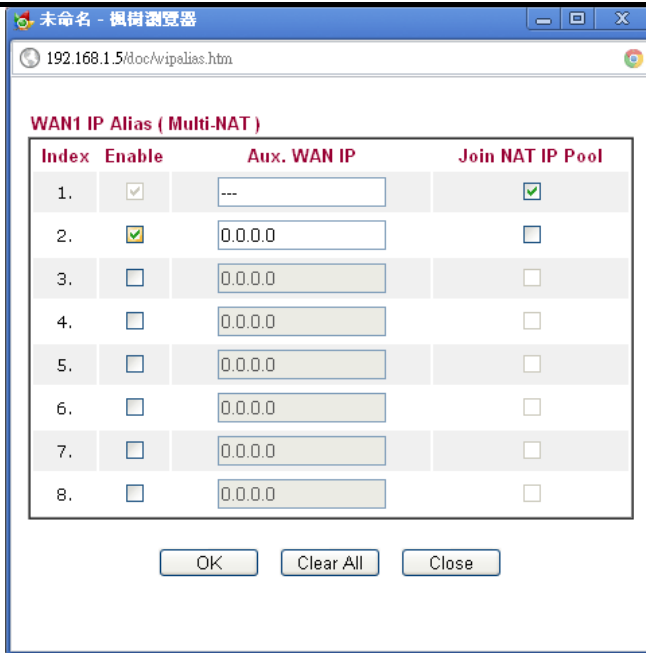 未命名 - 楓樹瀏覽器
192.168.1.5/doc/wipalias.htm
WAN1 IP Alias ( Multi-NAT )
Index Enable Aux. WAN IP Join NAT IP Pool
1. ---
2. 0.0.0.0
3. 0.0.0.0
4. 0.0.0.0
5. 0.0.0.0
6. 0.0.0.0
7. 0.0.0.0
8. 0.0.0.0
OK Clear All Close